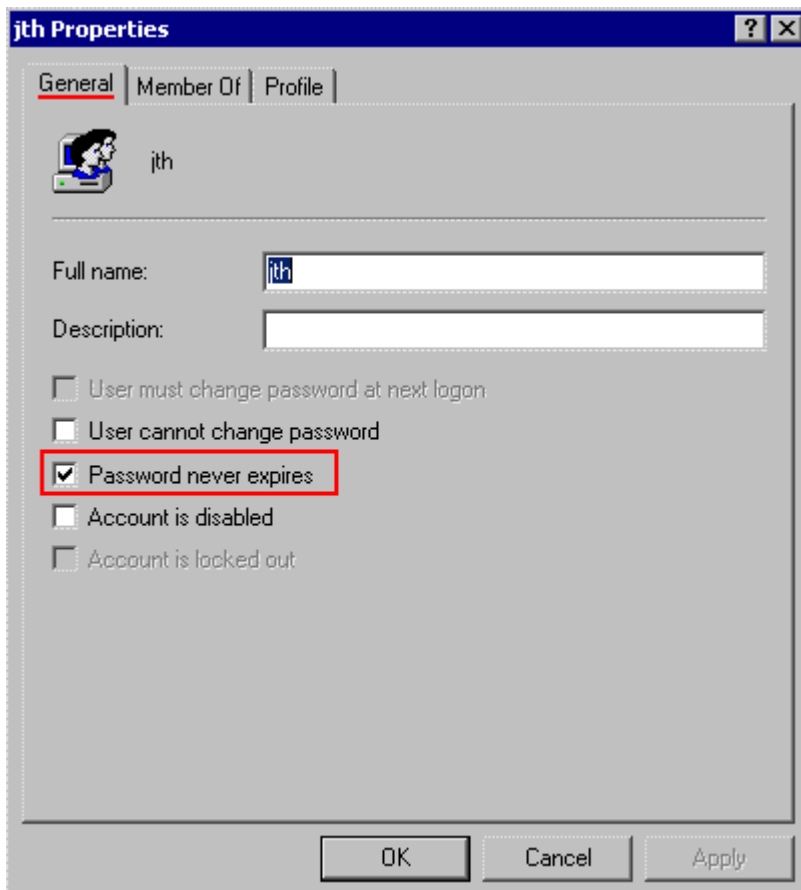 jth Properties
General Member Of Profile
jth
Full name: jth
Description:
User must change password at next logon
User cannot change password
Password never expires
Account is disabled
Account is locked out
OK Cancel Apply